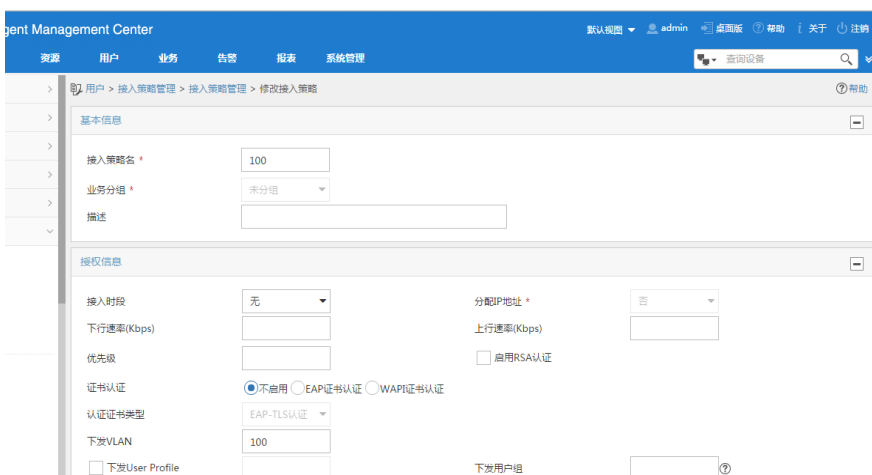 gent Management Center
默认视图 admin 桌面版 帮助 关于 注销
资源 用户 业务 告警 报表 系统管理 查询设备
用户 > 接入策略管理 > 接入策略管理 > 修改接入策略 帮助
基本信息
接入策略名 * 100
业务分组 * 未分组
描述
授权信息
接入时段 无 分配IP地址 * 否
下行速率(Kbps) 上行速率(Kbps)
优先级 启用RSA认证
证书认证 不启用 EAP证书认证 WAPI证书认证
认证证书类型 EAP-TLS认证
下发VLAN 100
下发User Profile 下发用户组